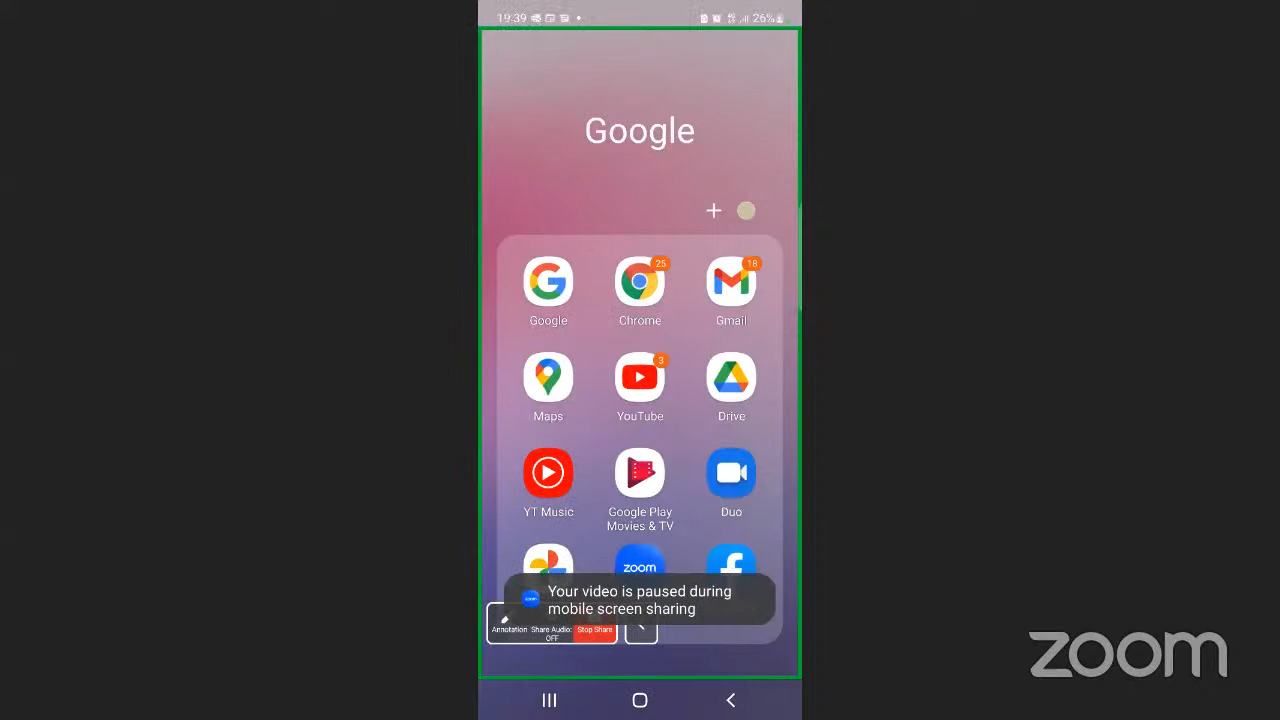 19:39
26%
Google
25
18
Google
Chrome
Gmail
3
Maps
YouTube
Drive
YT Music
Google Play
Movies & TV
Duo
zoom
Your video is paused during
mobile screen sharing
zoom
Annotation
Share Audio:
OFF
Stop Share
zoom